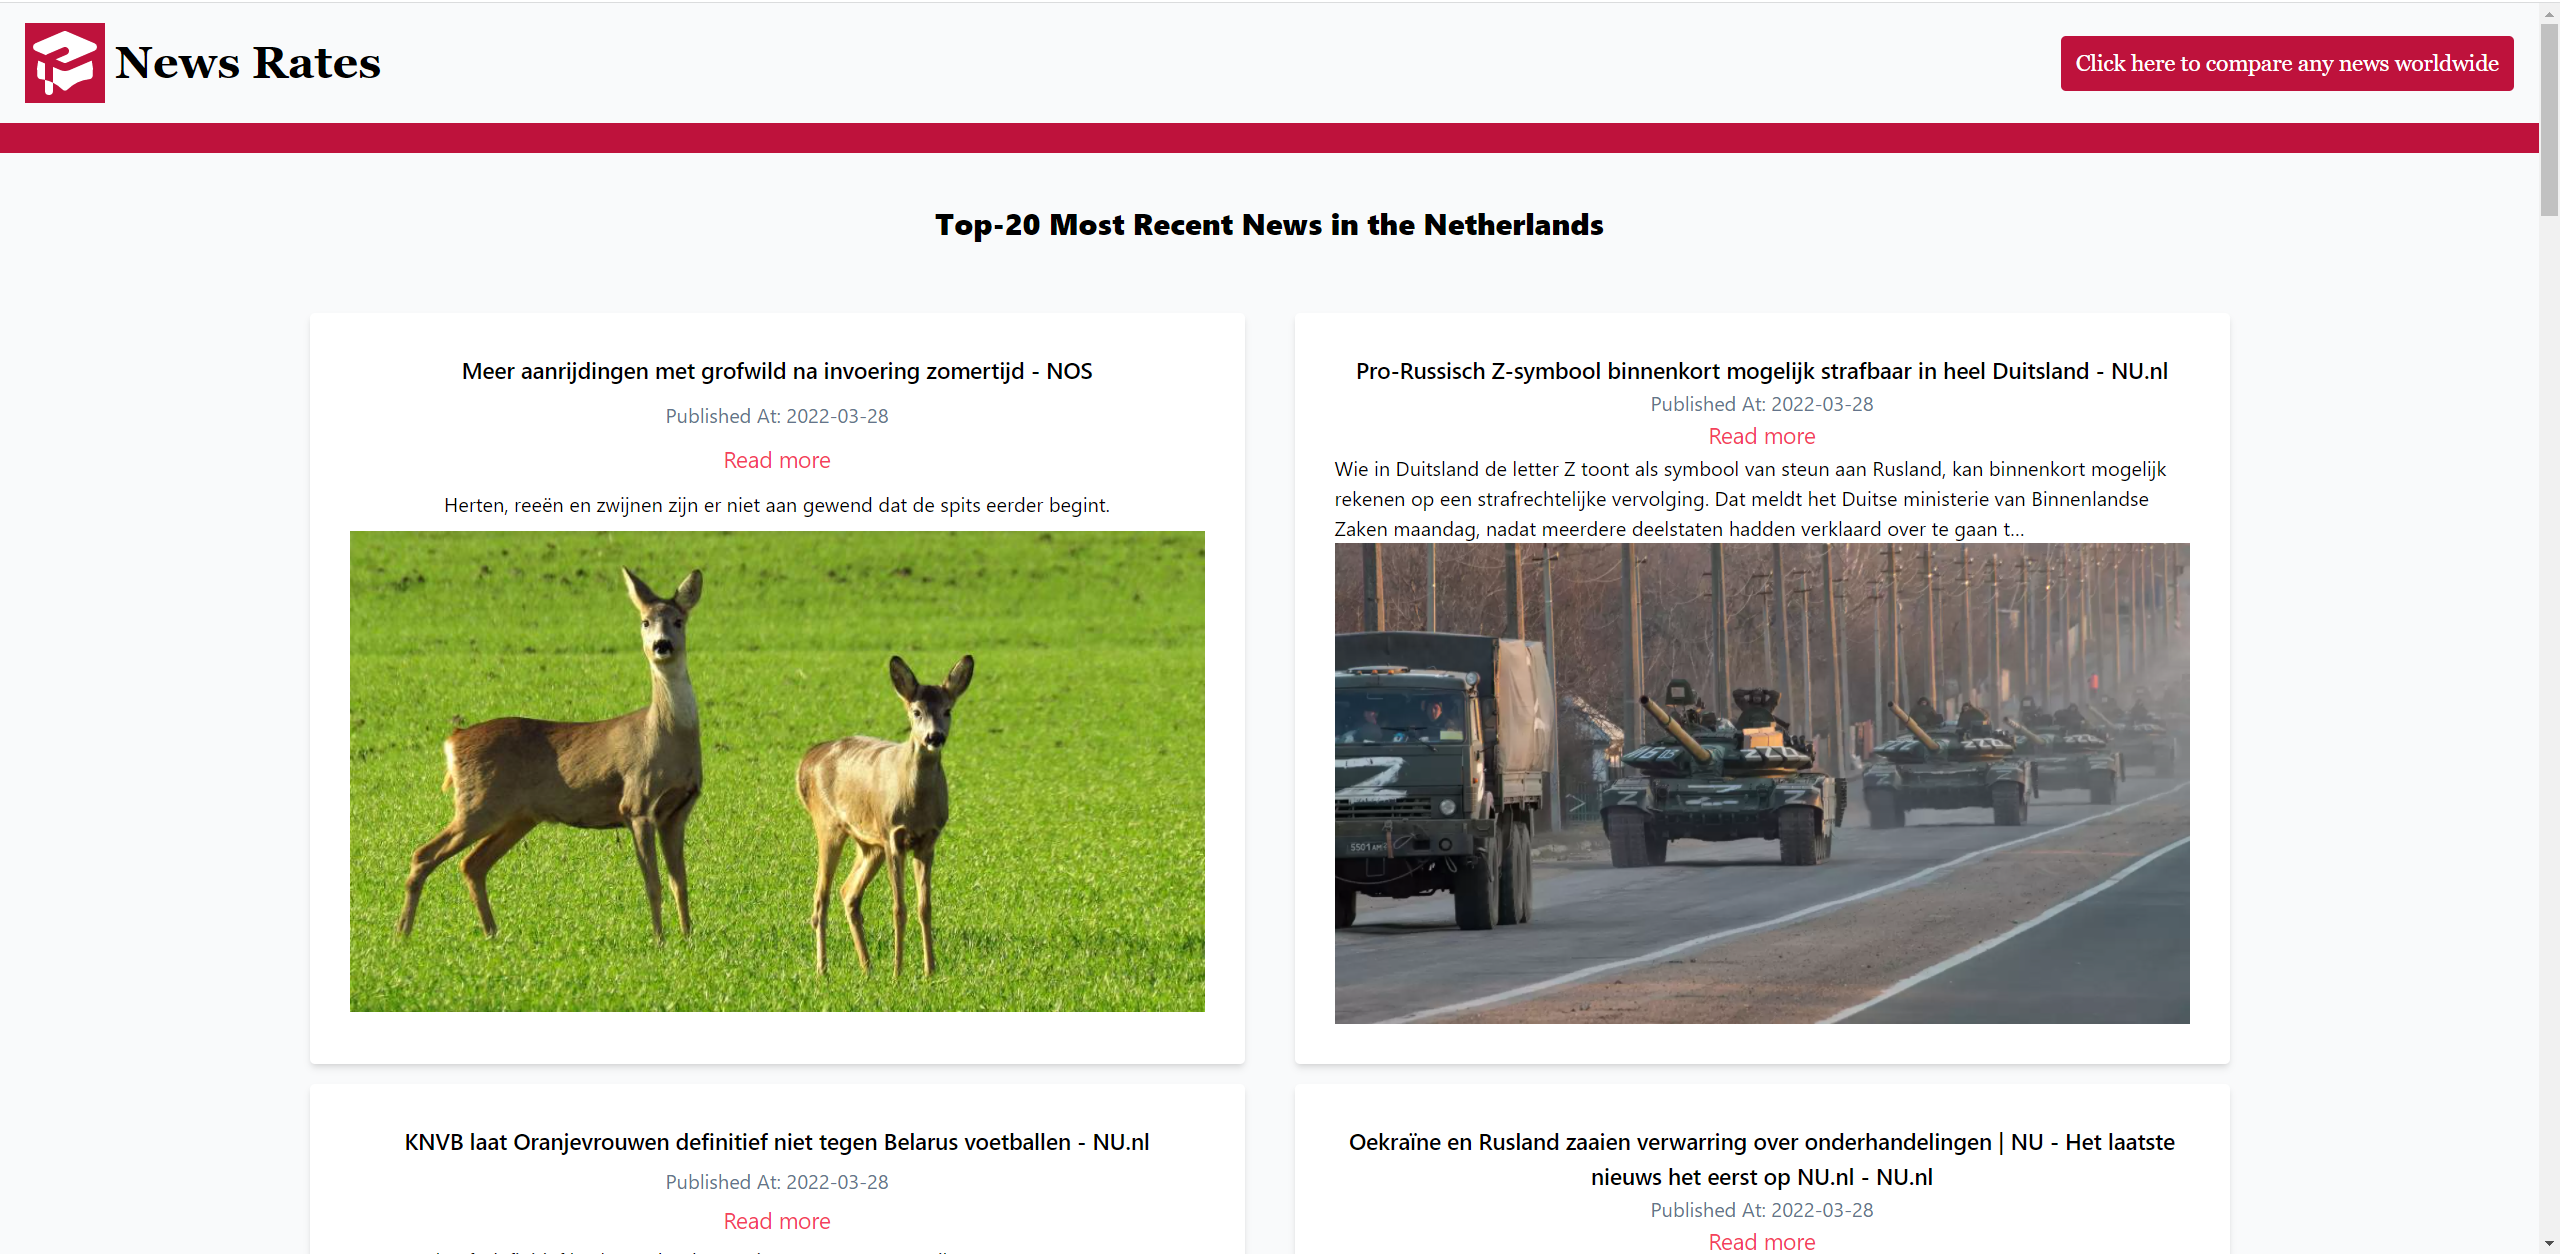 News Rates
Click here to compare any news worldwide
Top-20 Most Recent News in the Netherlands
Meer aanrijdingen met grofwild na invoering zomertijd - NOS
Published At: 2022-03-28
Read more
Herten, reeën en zwijnen zijn er niet aan gewend dat de spits eerder begint.
Pro-Russisch Z-symbool binnenkort mogelijk strafbaar in heel Duitsland - NU.nl
Published At: 2022-03-28
Read more
Wie in Duitsland de letter Z toont als symbool van steun aan Rusland, kan binnenkort mogelijk
rekenen op een strafrechtelijke vervolging. Dat meldt het Duitse ministerie van Binnenlandse
Zaken maandag, nadat meerdere deelstaten hadden verklaard over te gaan t...
KNVB laat Oranjevrouwen definitief niet tegen Belarus voetballen - NU.nl
Published At: 2022-03-28
Read more
Oekraïne en Rusland zaaien verwarring over onderhandelingen | NU - Het laatste
nieuws het eerst op NU.nl - NU.nl
Published At: 2022-03-28
Read more